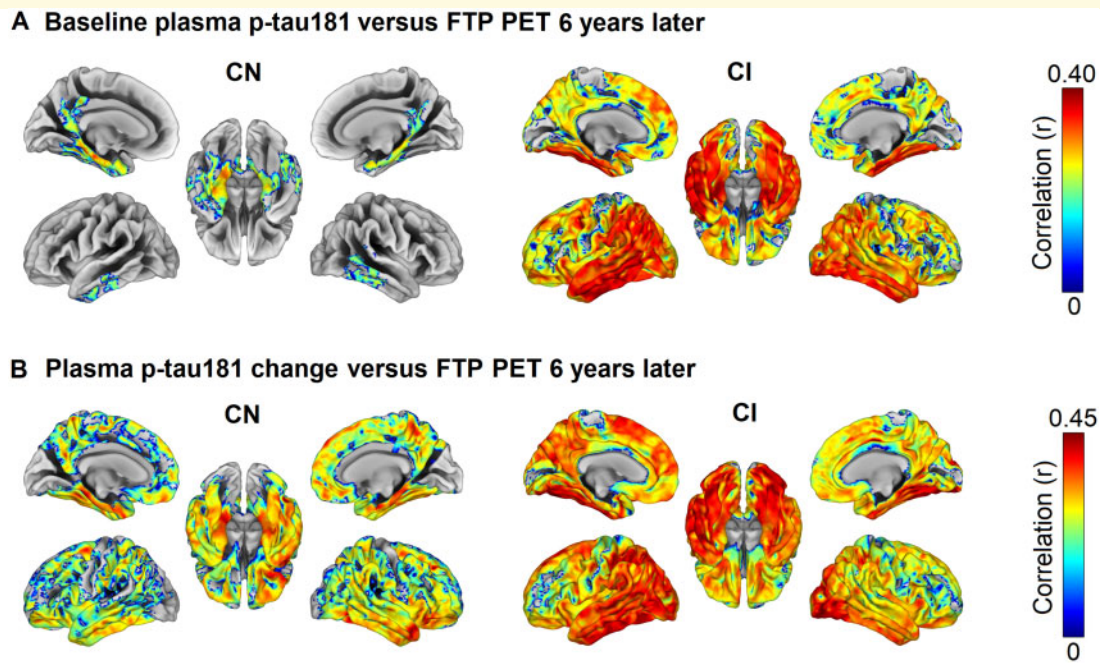 A Baseline plasma p-tau181 versus FTP PET 6 years later
CN
CI
0.40
Correlation (r)
0
B Plasma p-tau181 change versus FTP PET 6 years later
CN
CI
0.45
Correlation (r)
0